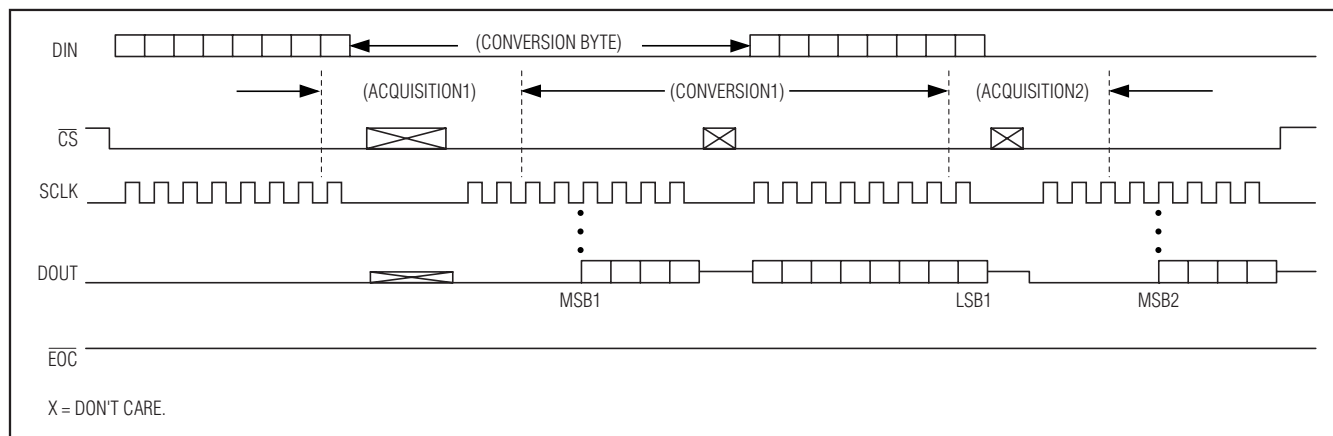 DIN
(CONVERSION BYTE)
(ACQUISITION1)
(CONVERSION1)
(ACQUISITION2)
CS
SCLK
DOUT
MSB1
LSB1
MSB2
EOC
X = DON'T CARE.